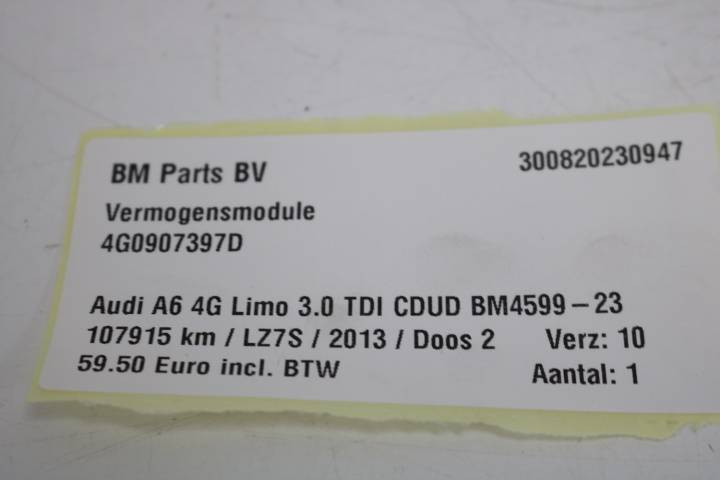 BM Parts BV 300820230947
Vermogensmodule
4G0907397D
Audi A6 4G Limo 3.0 TDI CDUD BM4599-23
107915 km / LZ7S / 2013 / Doos 2 Verz: 10
59.50 Euro incl. BTW Aantal: 1